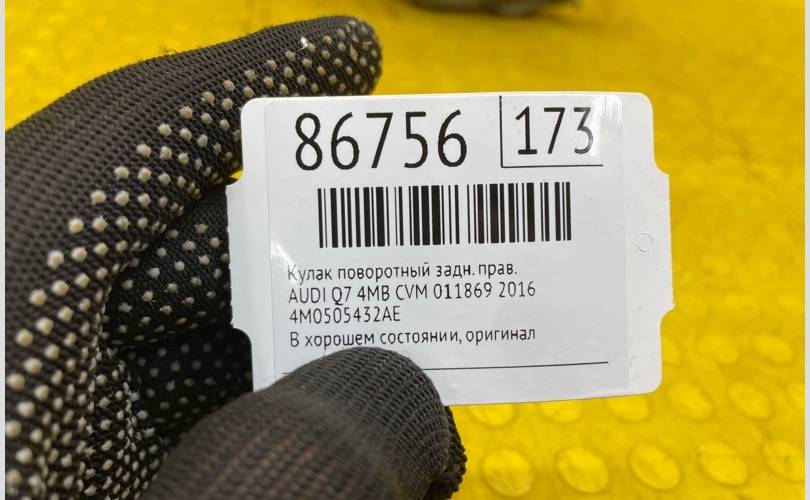 86756 173
Кулак поворотный задн. прав.
AUDI Q7 4MB CVM 011869 2016
4M0505432AE
В хорошем состоянии, оригинал